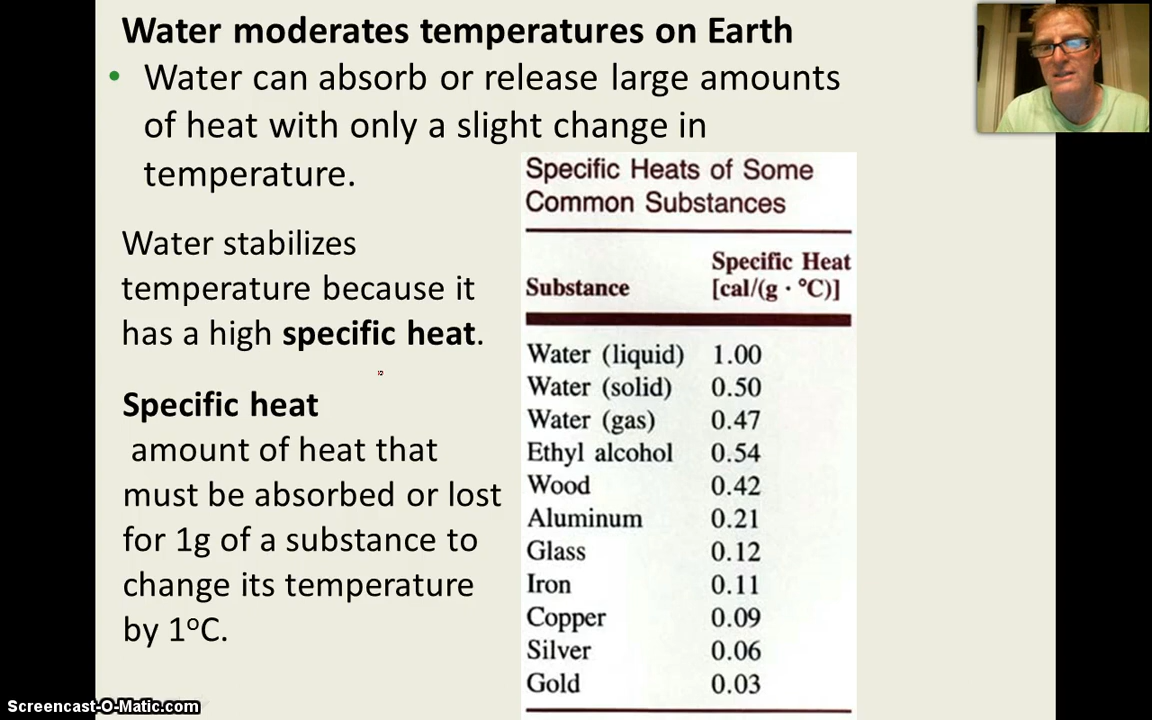 Water moderates temperatures on Earth
• Water can absorb or release large amounts
of heat with only a slight change in
temperature.
Water stabilizes
temperature because it
has a high specific heat.
Specific heat
amount of heat that
must be absorbed or lost
for 1g of a substance to
change its temperature
by 1°C.
Specific Heats of Some
Common Substances
Specific Heat
Substance [cal/(g · °C)]
Water (liquid) 1.00
Water (solid) 0.50
Water (gas) 0.47
Ethyl alcohol 0.54
Wood 0.42
Aluminum 0.21
Glass 0.12
Iron 0.11
Copper 0.09
Silver 0.06
Gold 0.03
Screencast-O-Matic.com